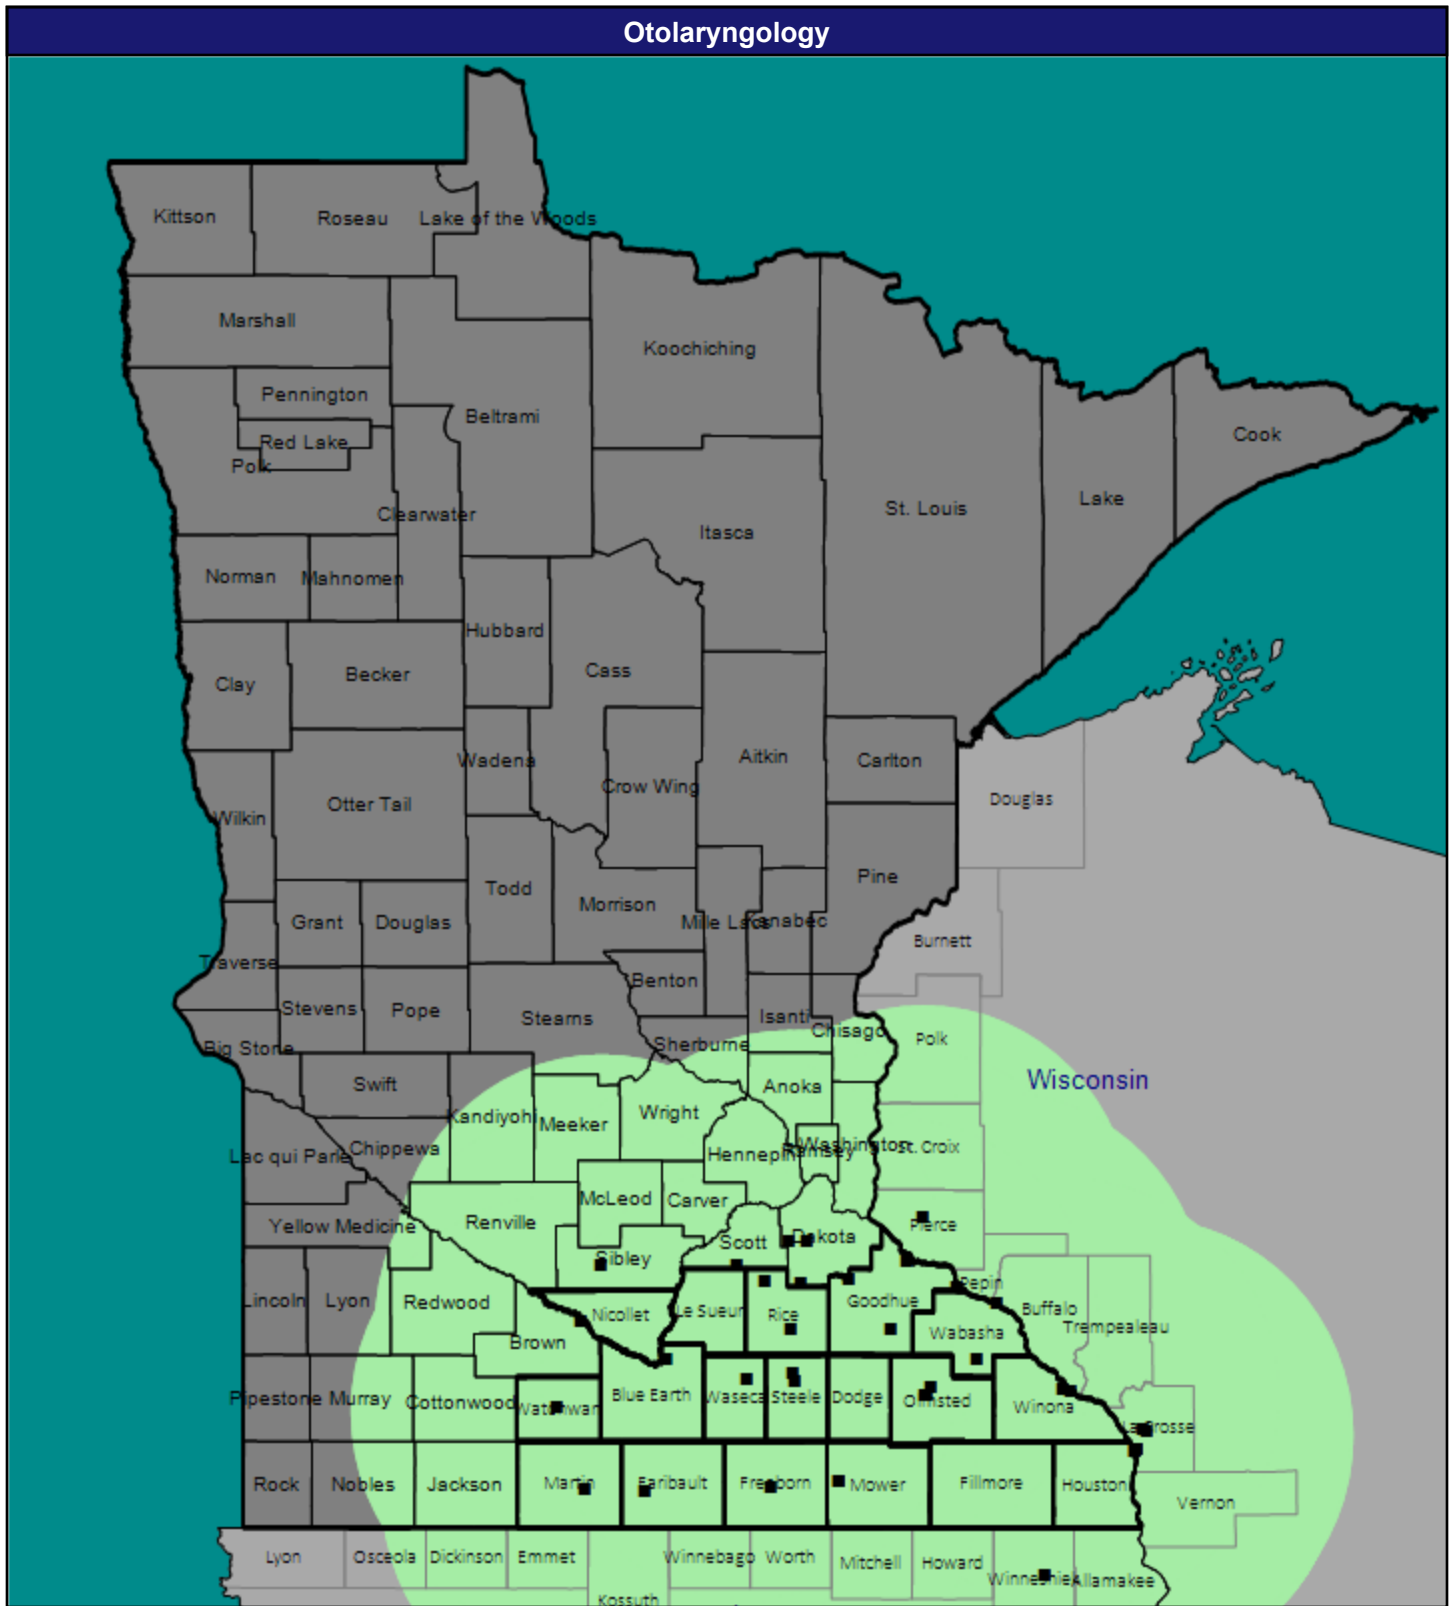 Otolaryngology
Kittson
Roseau
Lake of the Woods
Marshall
Koochiching
Pennington
Beltrami
Red Lake
Polk
Cook
Clearwater
St. Louis
Lake
Itasca
Norman
Mahnomen
Hubbard
Cass
Clay
Becker
Wadena
Aitkin
Carlton
Crow Wing
Otter Tail
Wilkin
Douglas
Pine
Todd
Morrison
Grant
Douglas
Mille Lacs
Kanabec
Burnett
Traverse
Benton
Stevens
Pope
Stearns
Isanti
Chisago
Polk
Big Stone
Sherburne
Swift
Anoka
Wisconsin
Kandiyohi
Meeker
Wright
Lac qui Parle
Chippewa
Hennepin
Ramsey
Washington
St. Croix
McLeod
Carver
Yellow Medicine
Renville
Pierce
Scott
Dakota
Sibley
Pepin
Lincoln
Lyon
Redwood
Nicollet
Le Sueur
Rice
Goodhue
Buffalo
Trempealeau
Brown
Wabasha
Pipestone
Murray
Cottonwood
Watonwan
Blue Earth
Waseca
Steele
Dodge
Olmsted
Winona
La Crosse
Rock
Nobles
Jackson
Martin
Faribault
Freeborn
Mower
Fillmore
Houston
Vernon
Lyon
Osceola
Dickinson
Emmet
Winnebago
Worth
Mitchell
Howard
Winneshiek
Allamakee
Kossuth